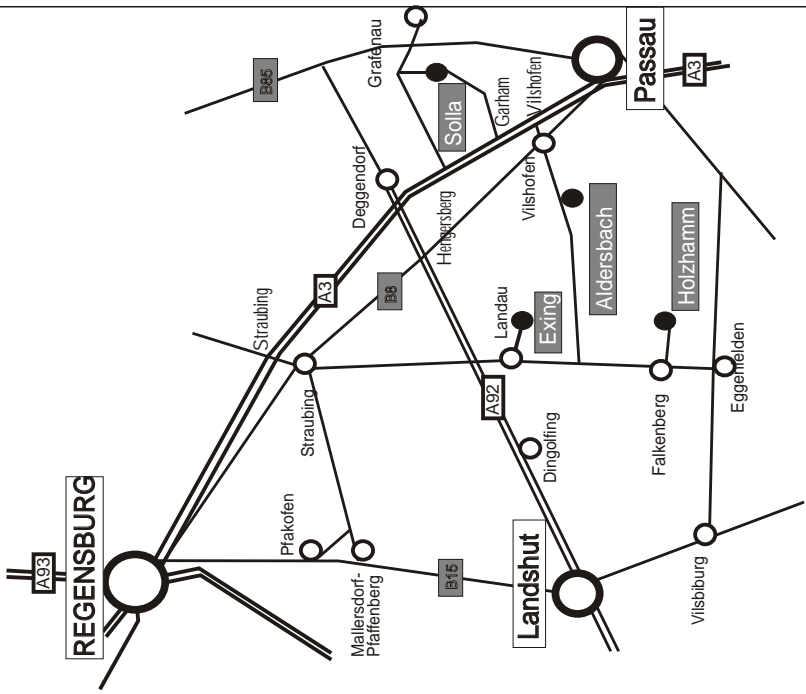 A93
REGENSBURG
B85
Grafenau
Solla
Garham
Vilshofen
Passau
A3
Deggendorf
Hengersberg
Vilshofen
Aldersbach
Holzhamm
Straubing
A3
B8
Landau
Exing
Straubing
A92
Dingolfing
Falkenberg
Eggenfelden
Pfakofen
Mallersdorf-
Pfaffenberg
B15
Landshut
Vilsbiburg